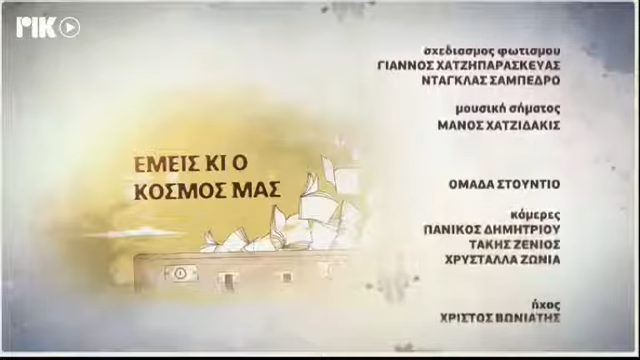 ΡΙΚ
ΕΜΕΙΣ ΚΙ Ο
ΚΟΣΜΟΣ ΜΑΣ
σχεδιασμος φωτισμου
ΓΙΑΝΝΟΣ ΧΑΤΖΗΠΑΡΑΣΚΕΥΑΣ
ΝΤΑΓΚΛΑΣ ΣΑΜΠΕΔΡΟ
μουσική σήματος
ΜΑΝΟΣ ΧΑΤΖΙΔΑΚΙΣ
ΟΜΑΔΑ ΣΤΟΥΝΤΙΟ
κάμερες
ΠΑΝΙΚΟΣ ΔΗΜΗΤΡΙΟΥ
ΤΑΚΗΣ ΖΕΝΙΟΣ
ΧΡΥΣΤΑΛΛΑ ΖΩΝΙΑ
ήχος
ΧΡΙΣΤΟΣ ΒΩΝΙΑΤΗΣ